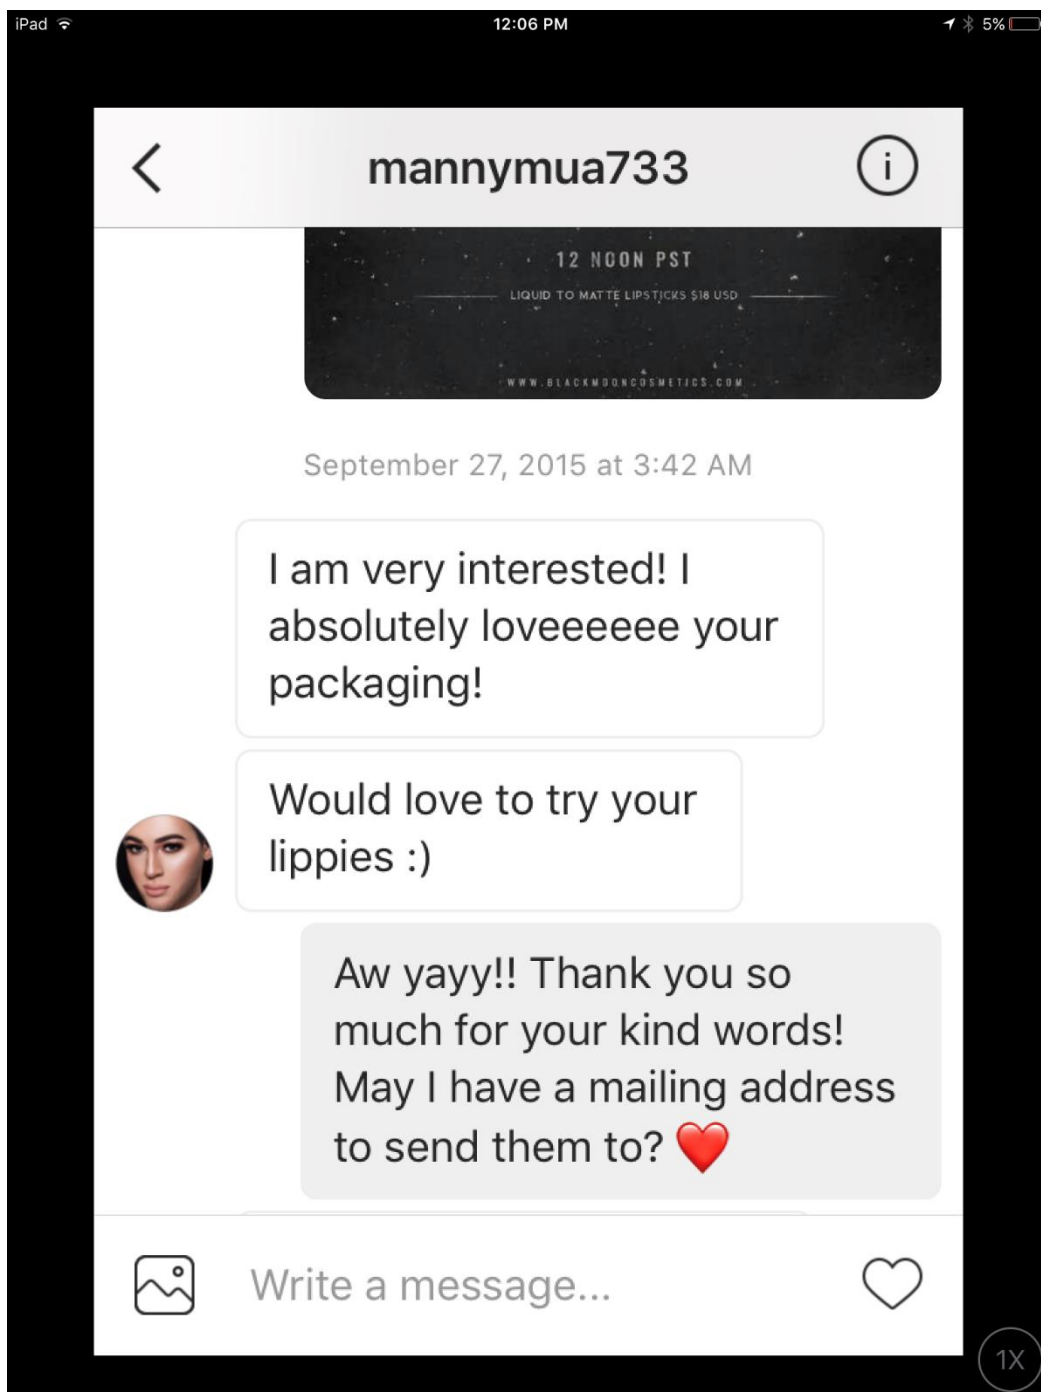 iPad
12:06 PM
5%
mannymua733
i
12 NOON PST
LIQUID TO MATTE LIPSTICKS $18 USD
WWW.BLACKMOONCOSMETICS.COM
September 27, 2015 at 3:42 AM
I am very interested! I
absolutely loveeeeee your
packaging!
Would love to try your
lippies :)
Aw yayy!! Thank you so
much for your kind words!
May I have a mailing address
to send them to? ❤️
Write a message...
1X